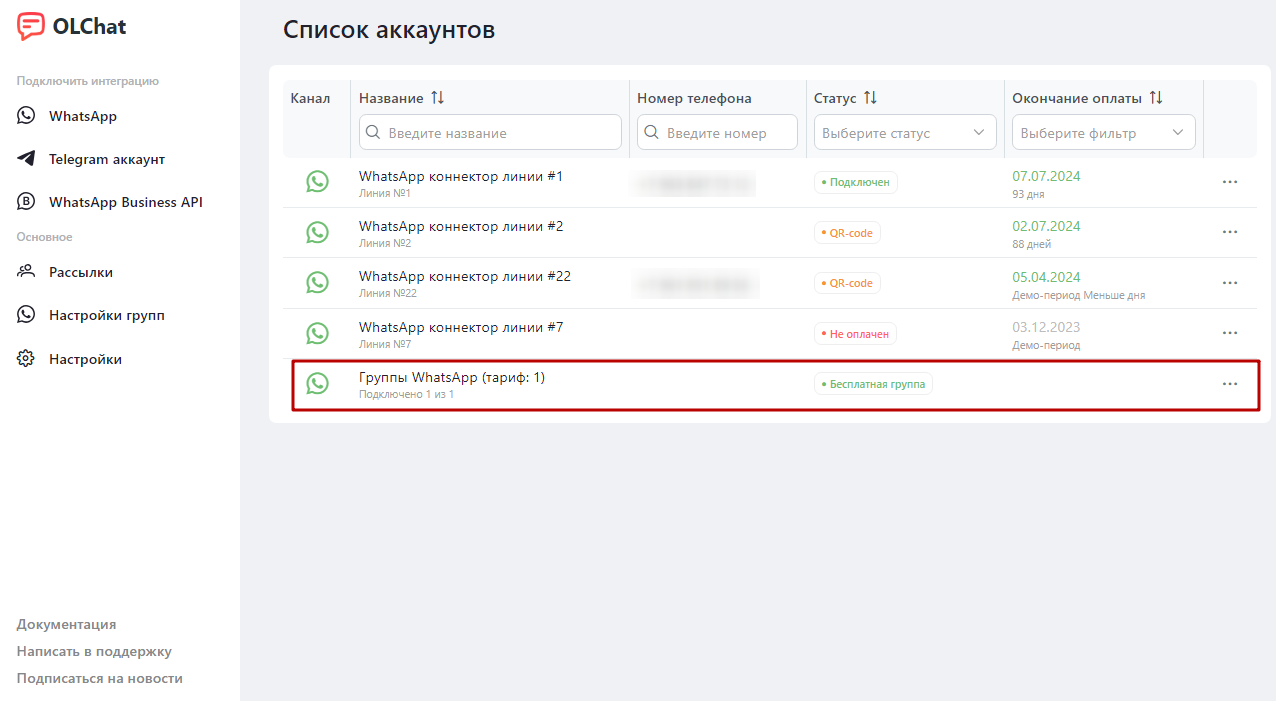 OLChat
Подключить интеграцию
WhatsApp
Telegram аккаунт
WhatsApp Business API
Основное
Рассылки
Настройки групп
Настройки
Документация
Написать в поддержку
Подписаться на новости
Список аккаунтов
Канал Название Номер телефона Статус Окончание оплаты
Введите название Введите номер Выберите статус Выберите фильтр
WhatsApp коннектор линии #1 Подключен 07.07.2024
Линия №1 93 дня
WhatsApp коннектор линии #2 QR-code 02.07.2024
Линия №2 88 дней
WhatsApp коннектор линии #22 QR-code 05.04.2024
Линия №22 Демо-период Меньше дня
WhatsApp коннектор линии #7 Не оплачен 03.12.2023
Линия №7 Демо-период
Группы WhatsApp (тариф: 1) Бесплатная группа
Подключено 1 из 1